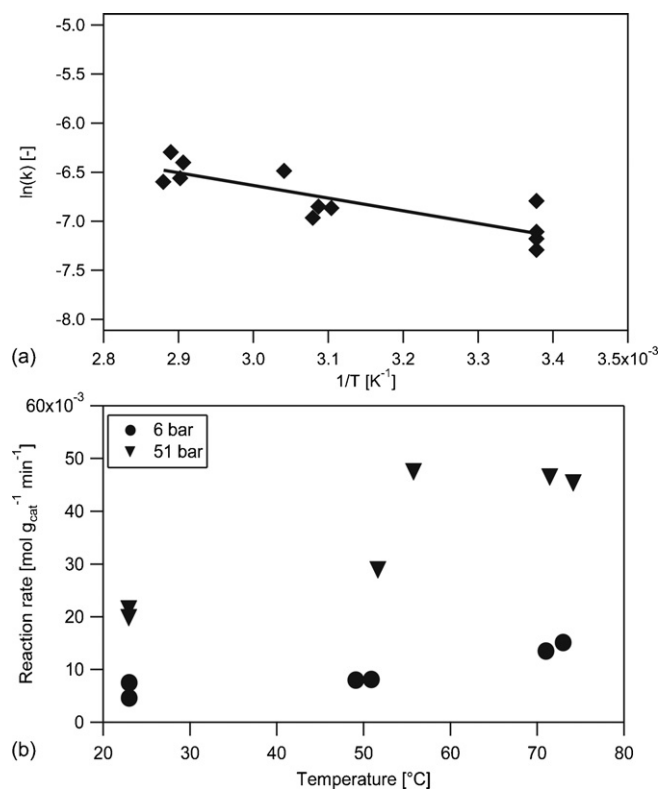 -5.0
-5.5
-6.0
-6.5
-7.0
-7.5
-8.0
ln(k) [-]
2.8 2.9 3.0 3.1 3.2 3.3 3.4 3.5x10⁻³
1/T [K⁻¹]
(a)
60x10⁻³
50
40
30
20
10
0
Reaction rate [mol g_cat⁻¹ min⁻¹]
6 bar
51 bar
20 30 40 50 60 70 80
Temperature [°C]
(b)